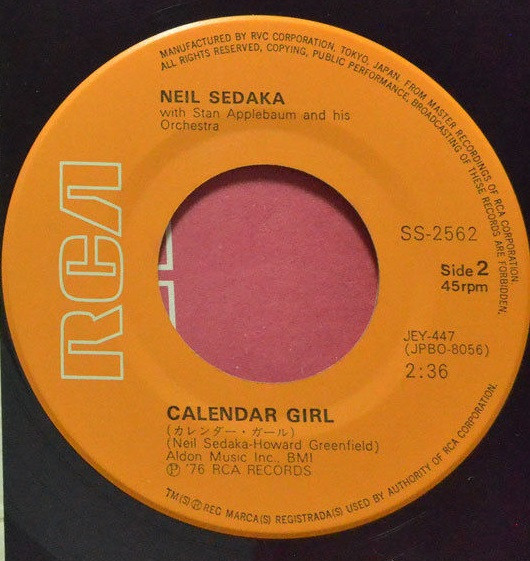 MANUFACTURED BY RVC CORPORATION, TOKYO, JAPAN. FROM MASTER RECORDINGS OF RCA CORPORATION.
ALL RIGHTS RESERVED, COPYING, PUBLIC PERFORMANCE, BROADCASTING OF THESE RECORDS ARE FORBIDDEN.
NEIL SEDAKA
with Stan Applebaum and his
Orchestra
RCA
SS-2562
Side 2
45rpm
JEY-447
(JPBO-8056)
2:36
CALENDAR GIRL
(カレンダー・ガール)
(Neil Sedaka-Howard Greenfield)
Aldon Music Inc., BMI
Ⓟ '76 RCA RECORDS
TM(S)®REG MARCA(S) REGISTRADA(S) USED BY AUTHORITY OF RCA CORPORATION.